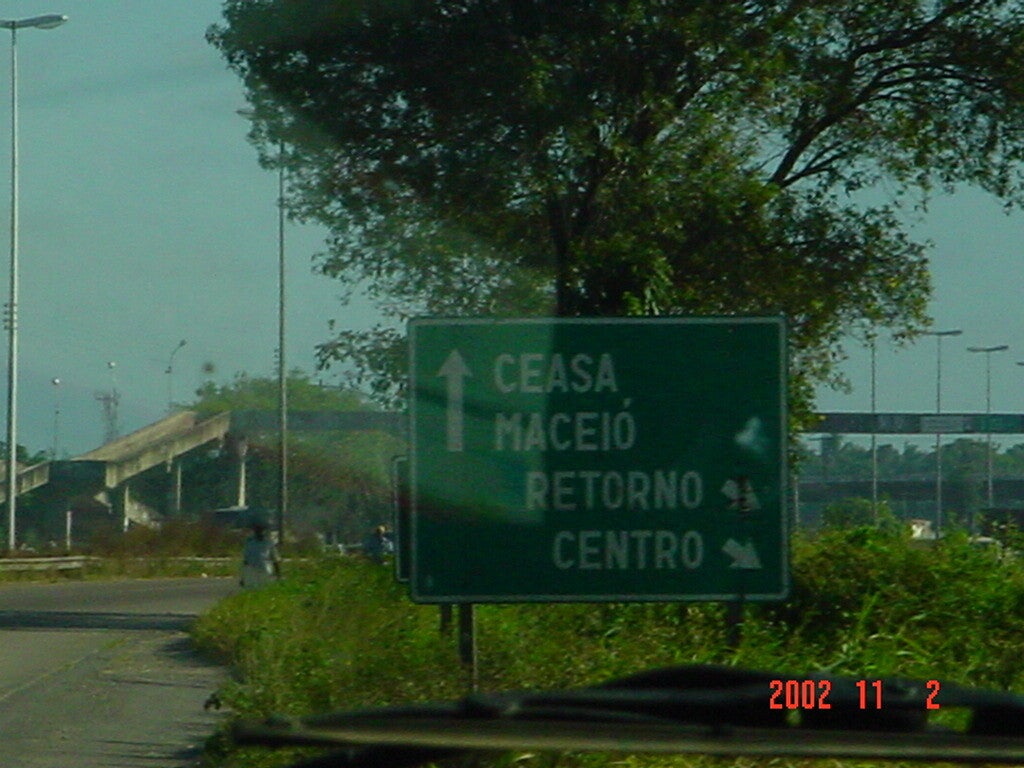 CEASA
MACEIÓ
RETORNO
CENTRO
2002 11 2